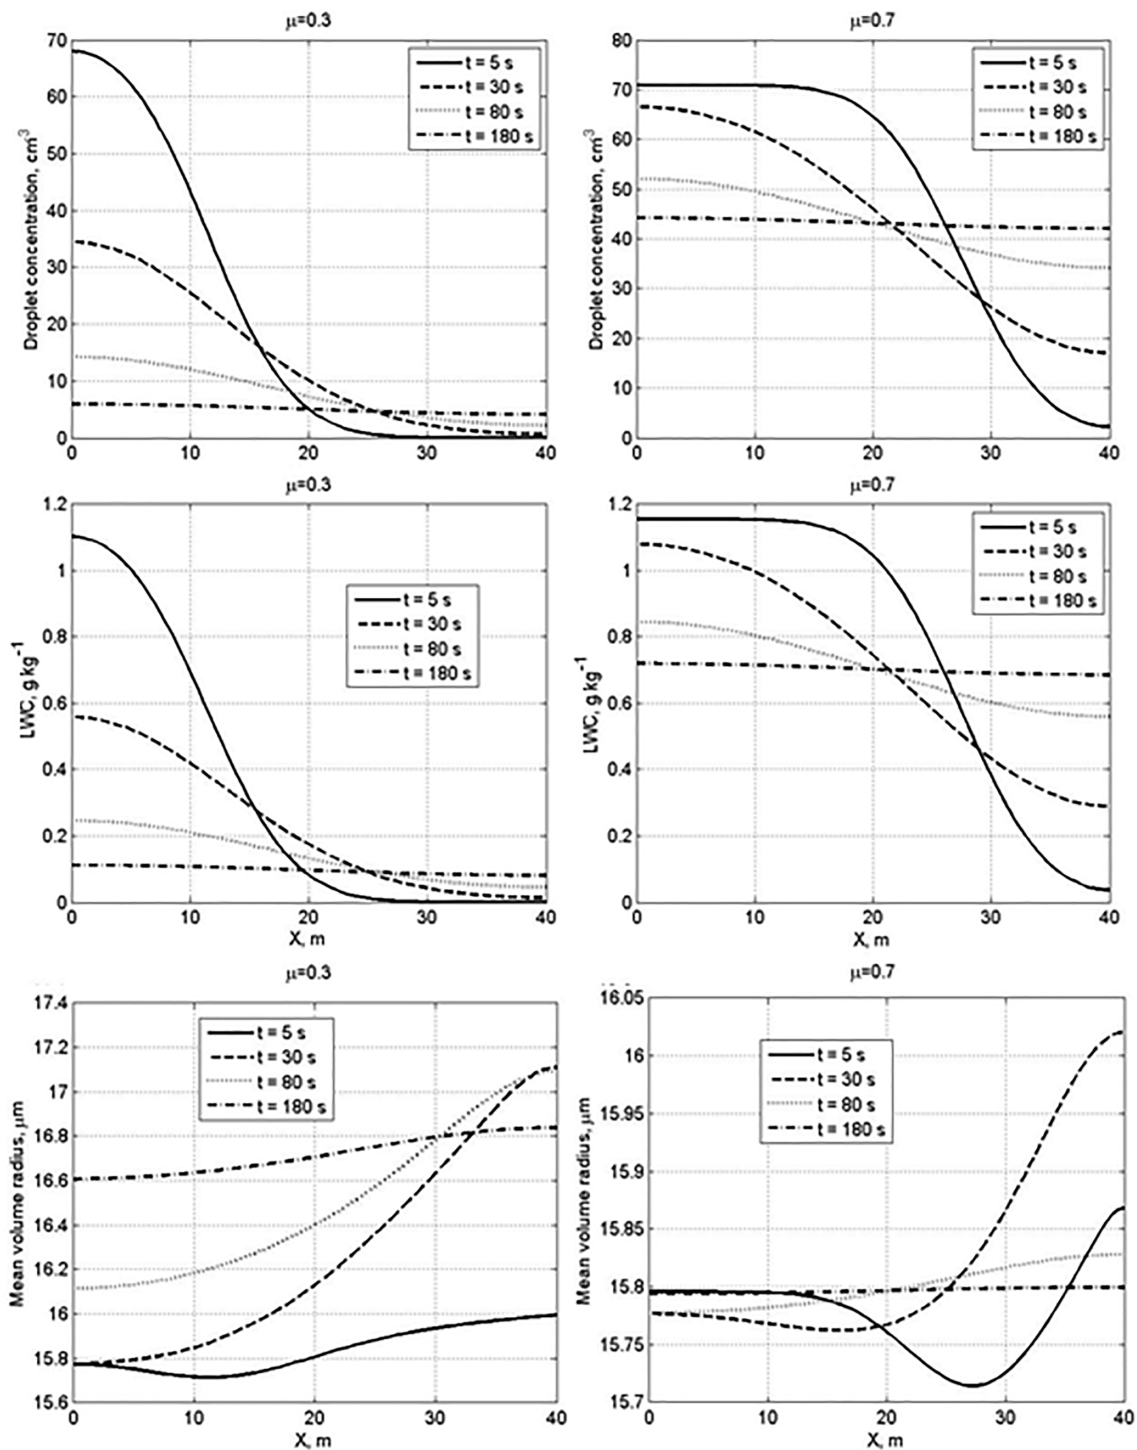 μ=0.3
70
60
50
40
30
20
10
0
Droplet concentration, cm³
t = 5 s
t = 30 s
t = 80 s
t = 180 s
0 10 20 30 40
μ=0.7
80
70
60
50
40
30
20
10
0
Droplet concentration, cm³
t = 5 s
t = 30 s
t = 80 s
t = 180 s
0 10 20 30 40
μ=0.3
1.2
1
0.8
0.6
0.4
0.2
0
LWC, g kg⁻¹
t = 5 s
t = 30 s
t = 80 s
t = 180 s
0 10 20 30 40
X, m
μ=0.7
1.2
1
0.8
0.6
0.4
0.2
0
LWC, g kg⁻¹
t = 5 s
t = 30 s
t = 80 s
t = 180 s
0 10 20 30 40
X, m
μ=0.3
17.4
17.2
17
16.8
16.6
16.4
16.2
16
15.8
15.6
Mean volume radius, μm
t = 5 s
t = 30 s
t = 80 s
t = 180 s
0 10 20 30 40
X, m
μ=0.7
16.05
16
15.95
15.9
15.85
15.8
15.75
15.7
Mean volume radius, μm
t = 5 s
t = 30 s
t = 80 s
t = 180 s
0 10 20 30 40
X, m